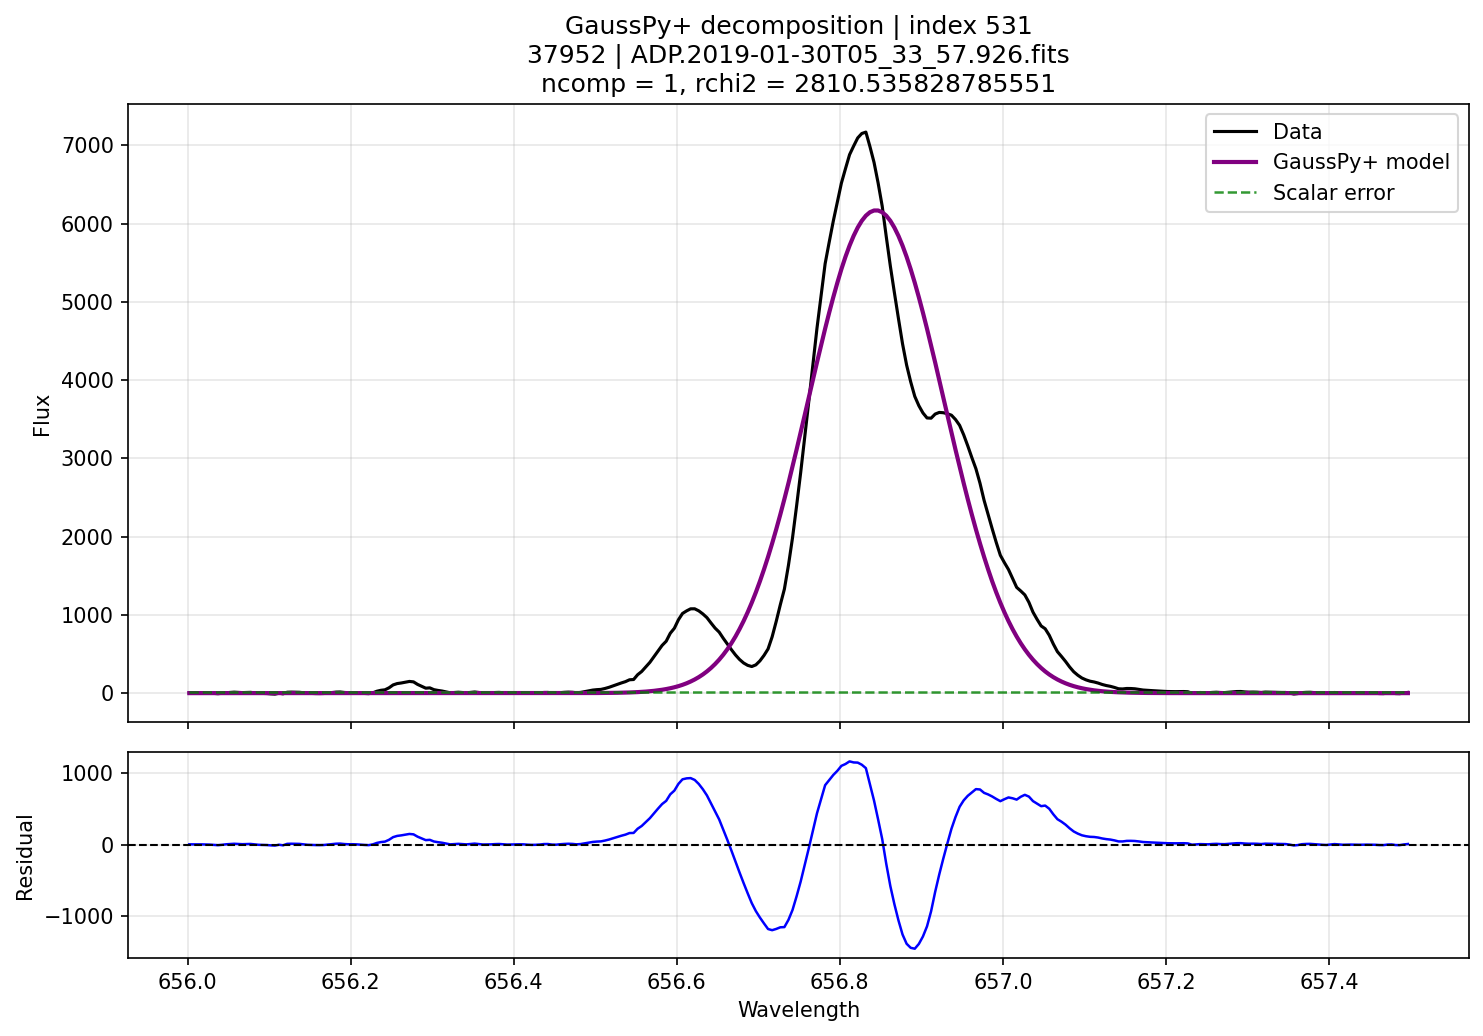 GaussPy+ decomposition | index 531
37952 | ADP.2019-01-30T05_33_57.926.fits
ncomp = 1, rchi2 = 2810.535828785551
Data
GaussPy+ model
Scalar error
Flux
7000
6000
5000
4000
3000
2000
1000
0
Residual
1000
0
−1000
656.0 656.2 656.4 656.6 656.8 657.0 657.2 657.4
Wavelength